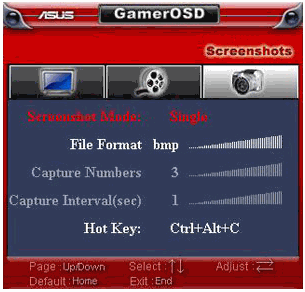 ASUS GamerOSD
Screenshots
Screenshot Mode: Single
File Format bmp
Capture Numbers 3
Capture Interval(sec) 1
Hot Key: Ctrl+Alt+C
Page : Up/Down Select : ↑↓ Adjust : ⇄
Default : Home Exit : End